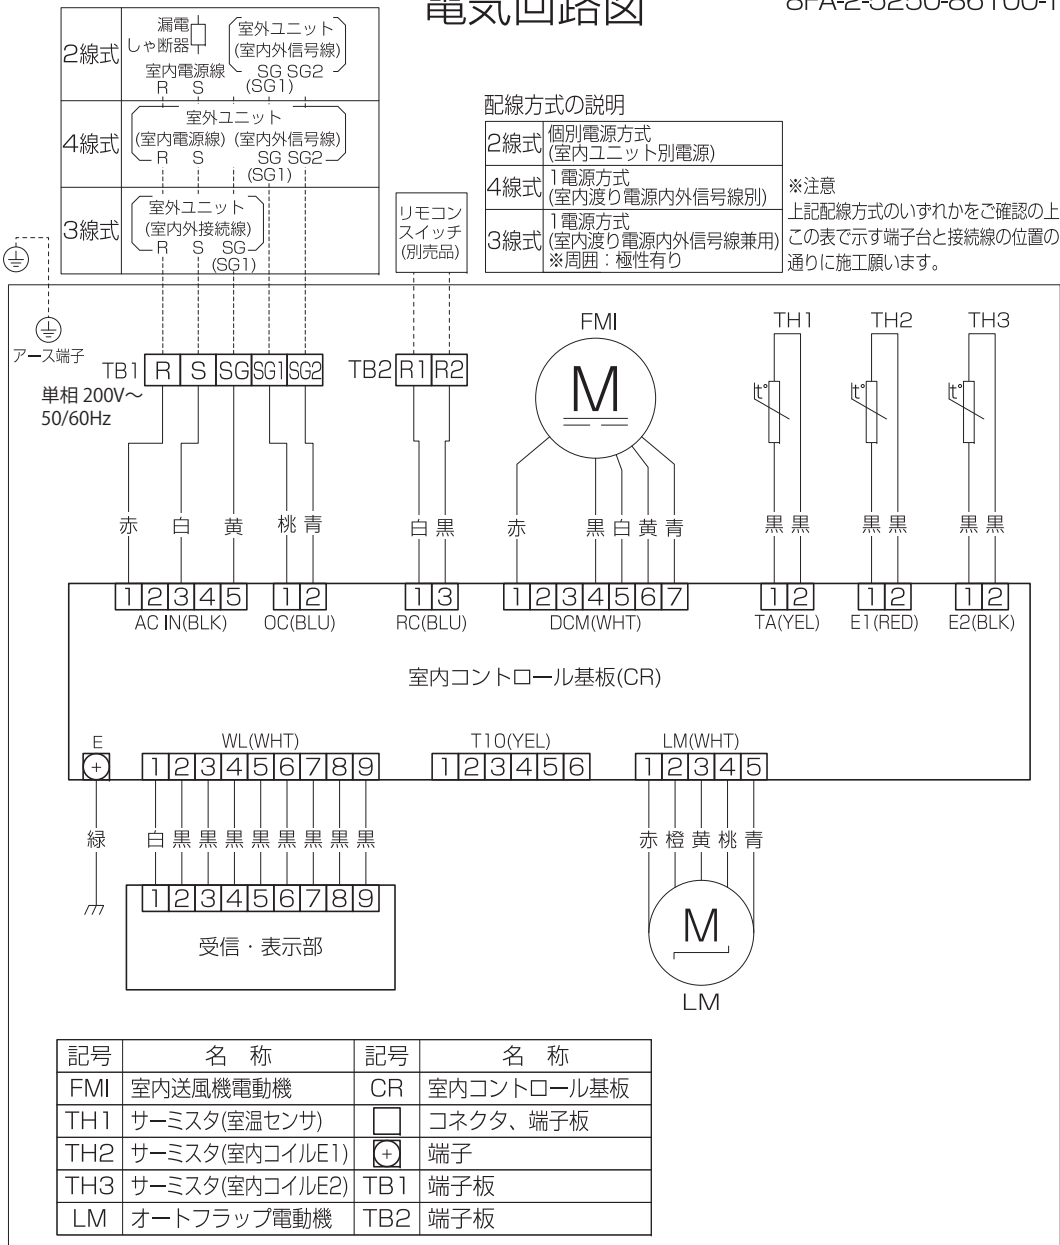 電気回路図
8FA-2-5250-86100-1
2線式
漏電
しゃ断器
室外ユニット
(室内外信号線)
室内電源線
SG SG2
R S (SG1)
4線式
室外ユニット
(室内電源線) (室内外信号線)
R S SG SG2
(SG1)
3線式
室外ユニット
(室内外接続線)
R S SG
(SG1)
リモコン
スイッチ
(別売品)
配線方式の説明
2線式 個別電源方式
(室内ユニット別電源)
4線式 1電源方式
(室内渡り電源内外信号線別)
3線式 1電源方式
(室内渡り電源内外信号線兼用)
※周囲：極性有り
※注意
上記配線方式のいずれかをご確認の上
この表で示す端子台と接続線の位置の
通りに施工願います。
アース端子
TB1 R S SG SG1 SG2
TB2 R1 R2
単相 200V～
50/60Hz
FMI
M
TH1 TH2 TH3
t° t° t°
赤 白 黄 桃 青 白 黒 赤 黒 白 黄 青 黒 黒 黒 黒 黒 黒
1 2 3 4 5 1 2 1 3 1 2 3 4 5 6 7 1 2 1 2 1 2
AC IN(BLK) OC(BLU) RC(BLU) DCM(WHT) TA(YEL) E1(RED) E2(BLK)
室内コントロール基板(CR)
E WL(WHT) T10(YEL) LM(WHT)
1 2 3 4 5 6 7 8 9 1 2 3 4 5 6 1 2 3 4 5
緑 白 黒 黒 黒 黒 黒 黒 黒 黒 赤 橙 黄 桃 青
1 2 3 4 5 6 7 8 9
受信・表示部
M
LM
記号 名 称 記号 名 称
FMI 室内送風機電動機 CR 室内コントロール基板
TH1 サーミスタ(室温センサ) コネクタ、端子板
TH2 サーミスタ(室内コイルE1) 端子
TH3 サーミスタ(室内コイルE2) TB1 端子板
LM オートフラップ電動機 TB2 端子板